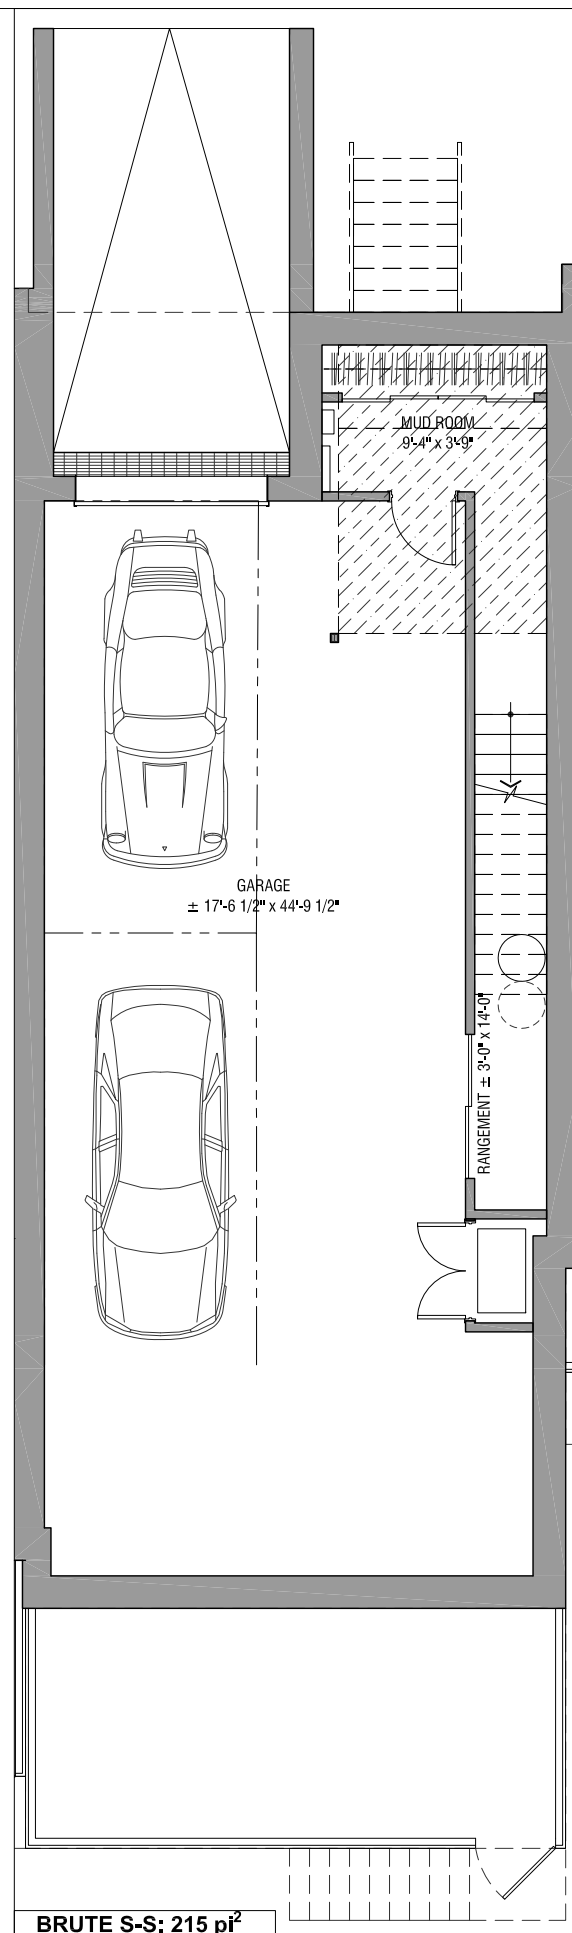 MUD ROOM
9'-4" x 3'-9"
GARAGE
± 17'-6 1/2" x 44'-9 1/2"
RANGEMENT ± 3'-0" x 14'-0"
BRUTE S-S: 215 pi²